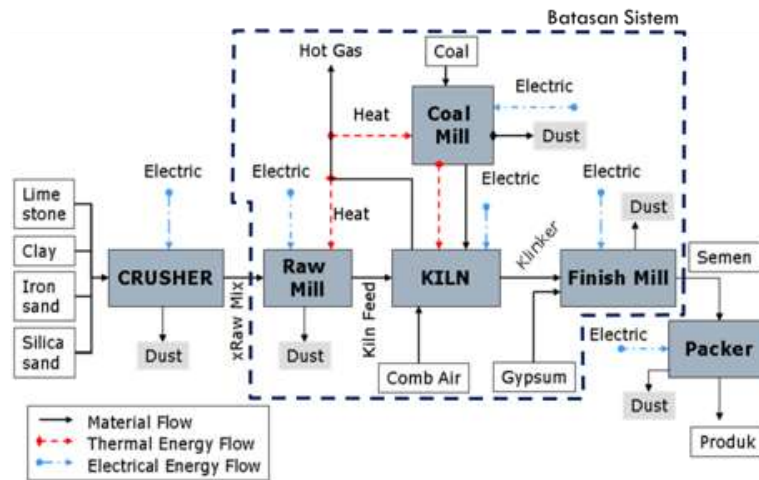 Batasan Sistem
Hot Gas
Coal
Electric
Heat
Coal
Mill
Dust
Electric
Electric
Electric
Electric
Lime
stone
Clay
Iron
sand
Silica
sand
CRUSHER
Dust
xRaw Mix
Heat
Raw
Mill
Dust
Kiln Feed
KILN
Comb Air
Klinker
Gypsum
Dust
Finish Mill
Semen
Electric
Packer
Dust
Produk
Material Flow
Thermal Energy Flow
Electrical Energy Flow